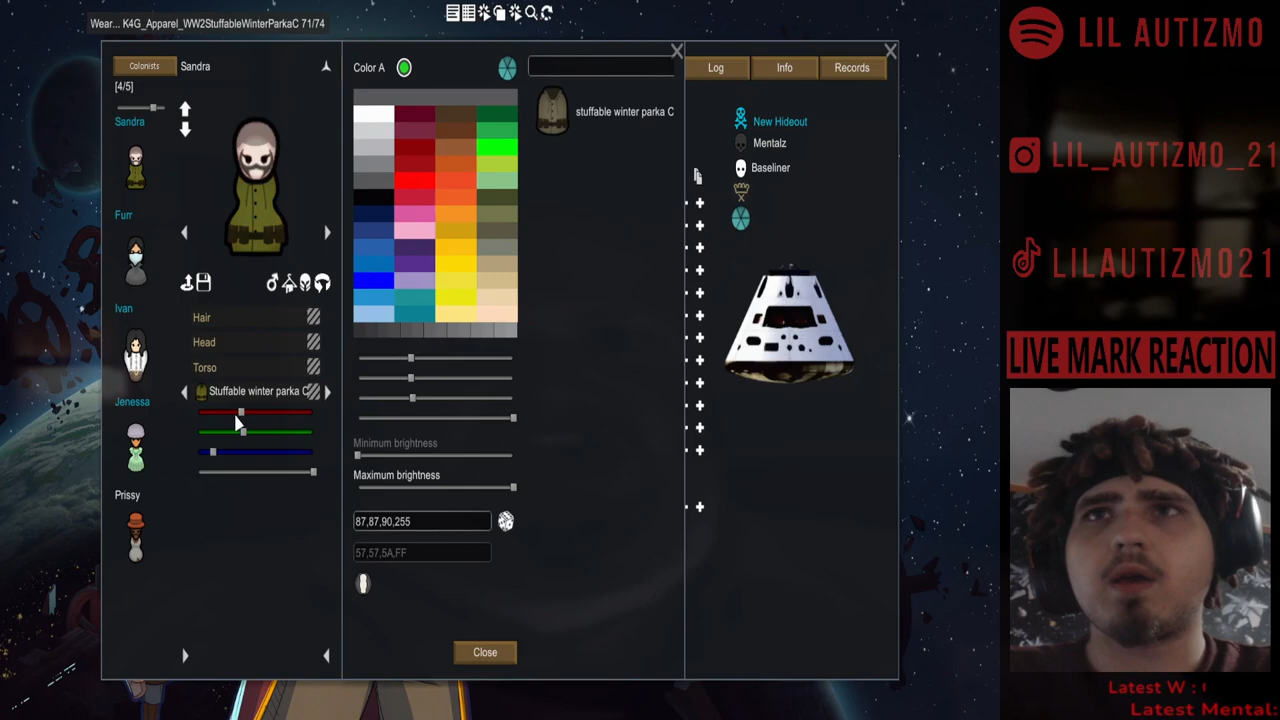 Wear... K4G_Apparel_WW2StuffableWinterParkaC 71/74
Colonists Sandra
[4/5]
Sandra
Furr
Ivan
Jenessa
Prissy
Hair
Head
Torso
Stuffable winter parka C
Color A
stuffable winter parka C
Minimum brightness
Maximum brightness
87,87,90,255
57,57,5A,FF
Close
Log Info Records
New Hideout
Mentalz
Baseliner
LIL AUTIZMO
LIL_AUTIZMO_21
LILAUTIZMO21
LIVE MARK REACTION
Latest W :
Latest Mental: